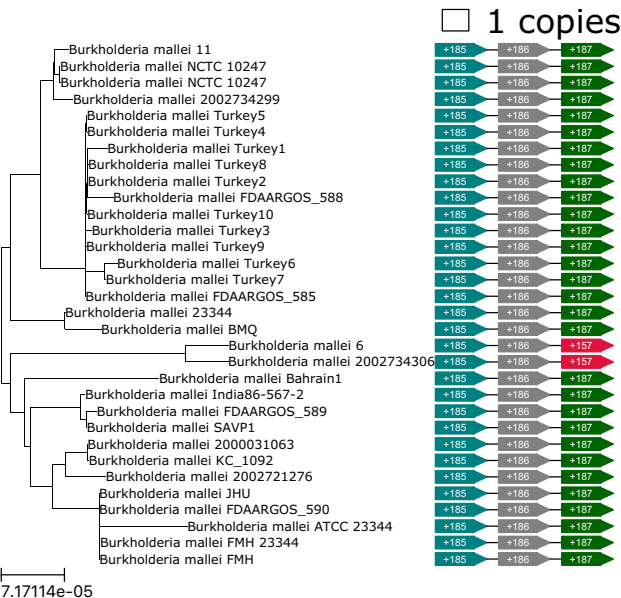 1 copies
Burkholderia mallei 11 +185 +186 +187
Burkholderia mallei NCTC 10247 +185 +186 +187
Burkholderia mallei NCTC 10247 +185 +186 +187
Burkholderia mallei 2002734299 +185 +186 +187
Burkholderia mallei Turkey5 +185 +186 +187
Burkholderia mallei Turkey4 +185 +186 +187
Burkholderia mallei Turkey1 +185 +186 +187
Burkholderia mallei Turkey8 +185 +186 +187
Burkholderia mallei Turkey2 +185 +186 +187
Burkholderia mallei FDAARGOS_588 +185 +186 +187
Burkholderia mallei Turkey10 +185 +186 +187
Burkholderia mallei Turkey3 +185 +186 +187
Burkholderia mallei Turkey9 +185 +186 +187
Burkholderia mallei Turkey6 +185 +186 +187
Burkholderia mallei Turkey7 +185 +186 +187
Burkholderia mallei FDAARGOS_585 +185 +186 +187
Burkholderia mallei 23344 +185 +186 +187
Burkholderia mallei BMQ +185 +186 +187
Burkholderia mallei 6 +185 +186 +157
Burkholderia mallei 2002734306 +185 +186 +157
Burkholderia mallei Bahrain1 +185 +186 +187
Burkholderia mallei India86-567-2 +185 +186 +187
Burkholderia mallei FDAARGOS_589 +185 +186 +187
Burkholderia mallei SAVP1 +185 +186 +187
Burkholderia mallei 2000031063 +185 +186 +187
Burkholderia mallei KC_1092 +185 +186 +187
Burkholderia mallei 2002721276 +185 +186 +187
Burkholderia mallei JHU +185 +186 +187
Burkholderia mallei FDAARGOS_590 +185 +186 +187
Burkholderia mallei ATCC 23344 +185 +186 +187
Burkholderia mallei FMH 23344 +185 +186 +187
Burkholderia mallei FMH +185 +186 +187
7.17114e-05